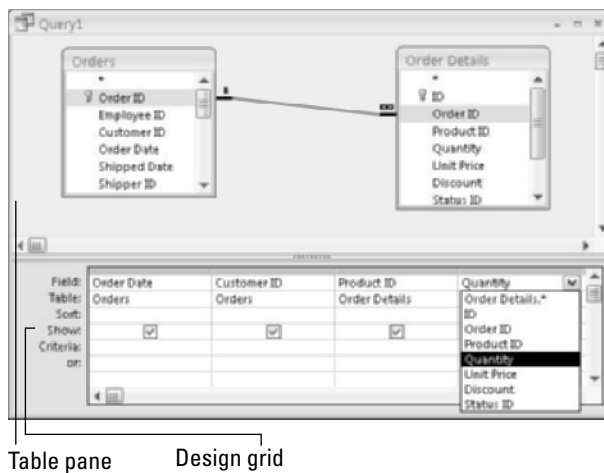 Query1
Orders
*
Order ID
Employee ID
Customer ID
Order Date
Shipped Date
Shipper ID
Order Details
*
ID
Order ID
Product ID
Quantity
Unit Price
Discount
Status ID
Field: Order Date Customer ID Product ID Quantity
Table: Orders Orders Order Details
Sort:
Show:
Criteria:
or:
Order Details.*
ID
Order ID
Product ID
Quantity
Unit Price
Discount
Status ID
Table pane Design grid